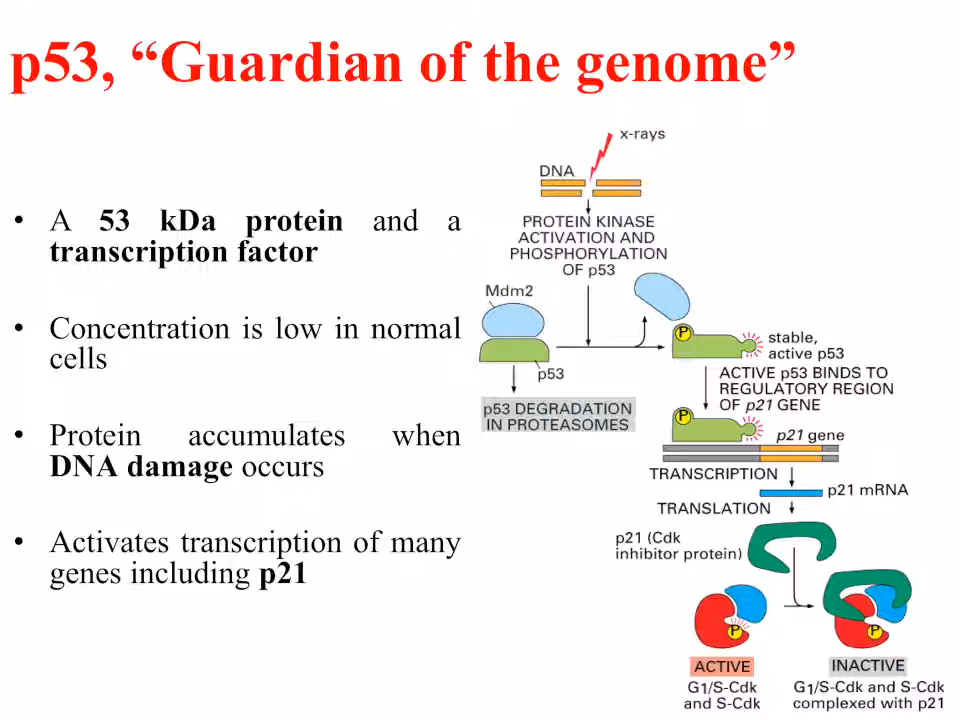 p53, “Guardian of the genome”
• A 53 kDa protein and a
transcription factor
• Concentration is low in normal
cells
• Protein accumulates when
DNA damage occurs
• Activates transcription of many
genes including p21
x-rays
DNA
PROTEIN KINASE
ACTIVATION AND
PHOSPHORYLATION
OF p53
Mdm2
P
stable,
active p53
p53
ACTIVE p53 BINDS TO
REGULATORY REGION
OF p21 GENE
p53 DEGRADATION
IN PROTEASOMES
P
p21 gene
TRANSCRIPTION
p21 mRNA
TRANSLATION
p21 (Cdk
inhibitor protein)
P
P
ACTIVE
G1/S-Cdk
and S-Cdk
INACTIVE
G1/S-Cdk and S-Cdk
complexed with p21